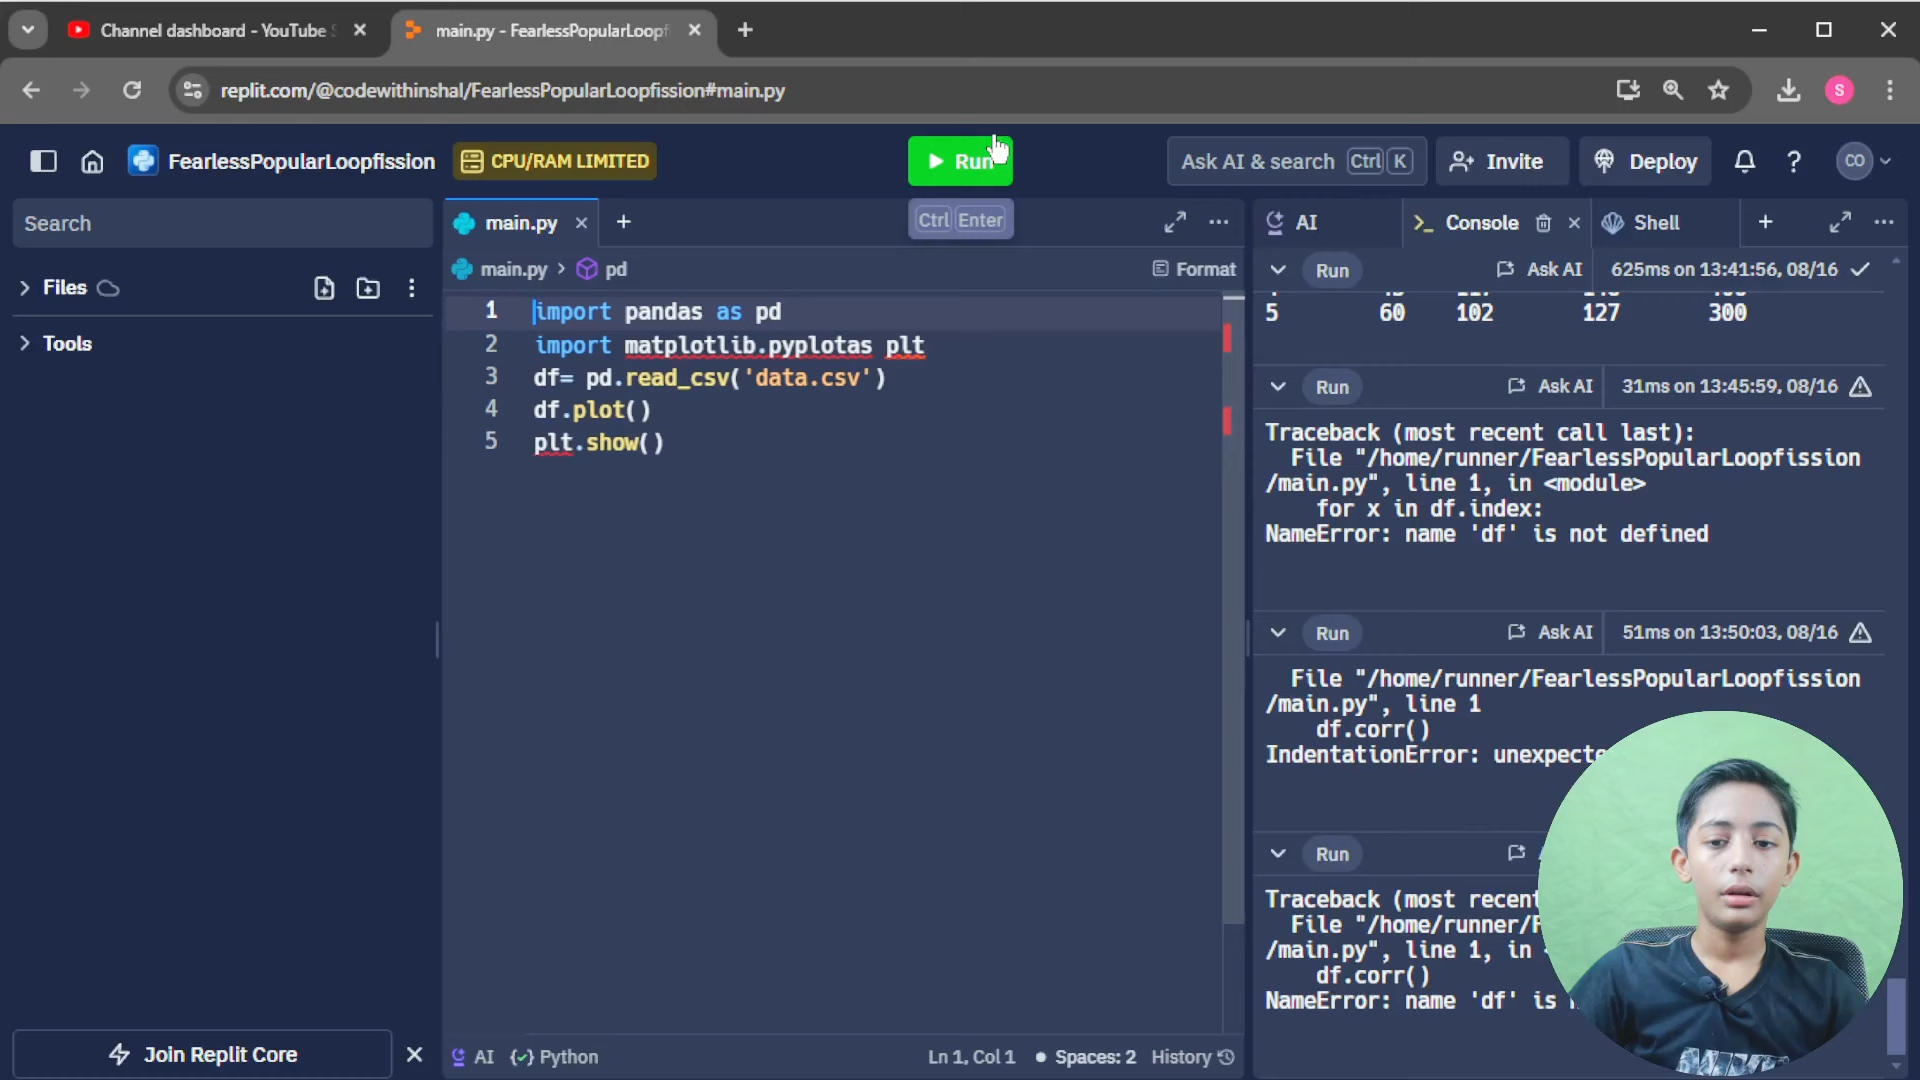 Channel dashboard - YouTube S
main.py - FearlessPopularLoopf
replit.com/@codewithinshal/FearlessPopularLoopfission#main.py
S
FearlessPopularLoopfission
CPU/RAM LIMITED
Run
Ask AI & search Ctrl K
Invite
Deploy
CO
Search
Files
Tools
main.py
Ctrl Enter
main.py > pd
Format
1 import pandas as pd
2 import matplotlib.pyplotas plt
3 df= pd.read_csv('data.csv')
4 df.plot()
5 plt.show()
AI
Console
Shell
Run Ask AI 625ms on 13:41:56, 08/16
5 60 102 127 300
Run Ask AI 31ms on 13:45:59, 08/16
Traceback (most recent call last):
File "/home/runner/FearlessPopularLoopfission
/main.py", line 1, in <module>
for x in df.index:
NameError: name 'df' is not defined
Run Ask AI 51ms on 13:50:03, 08/16
File "/home/runner/FearlessPopularLoopfission
/main.py", line 1
df.corr()
IndentationError: unexpecte
Run
Traceback (most recent
File "/home/runner/F
/main.py", line 1, in
df.corr()
NameError: name 'df' is
Join Replit Core
AI Python
Ln 1, Col 1 Spaces: 2 History